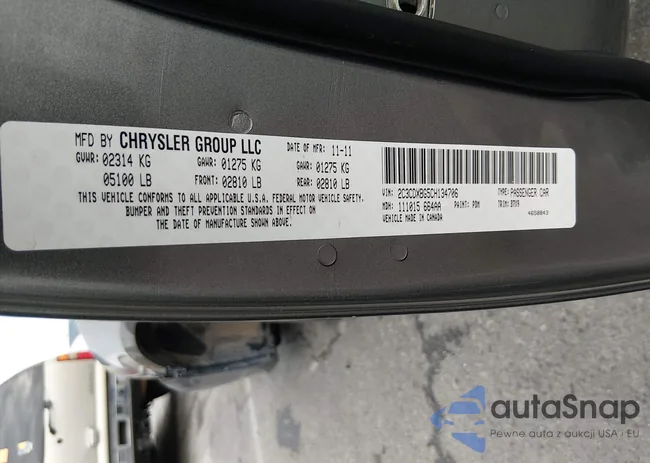 MFD BY CHRYSLER GROUP LLC DATE OF MFR: 11-11
GVWR: 02314 KG GAWR: 01275 KG GAWR: 01275 KG
05100 LB FRONT: 02810 LB REAR: 02810 LB
THIS VEHICLE CONFORMS TO ALL APPLICABLE U.S.A. FEDERAL MOTOR VEHICLE SAFETY,
BUMPER AND THEFT PREVENTION STANDARDS IN EFFECT ON
THE DATE OF MANUFACTURE SHOWN ABOVE.
VIN: 2C3CDXBG5CH134706 TYPE: PASSENGER CAR
MDH: 111015 664AA PAINT: PDM TRIM: DTV9
VEHICLE MADE IN CANADA 4650843
autaSnap
Pewne auta z aukcji USA i EU